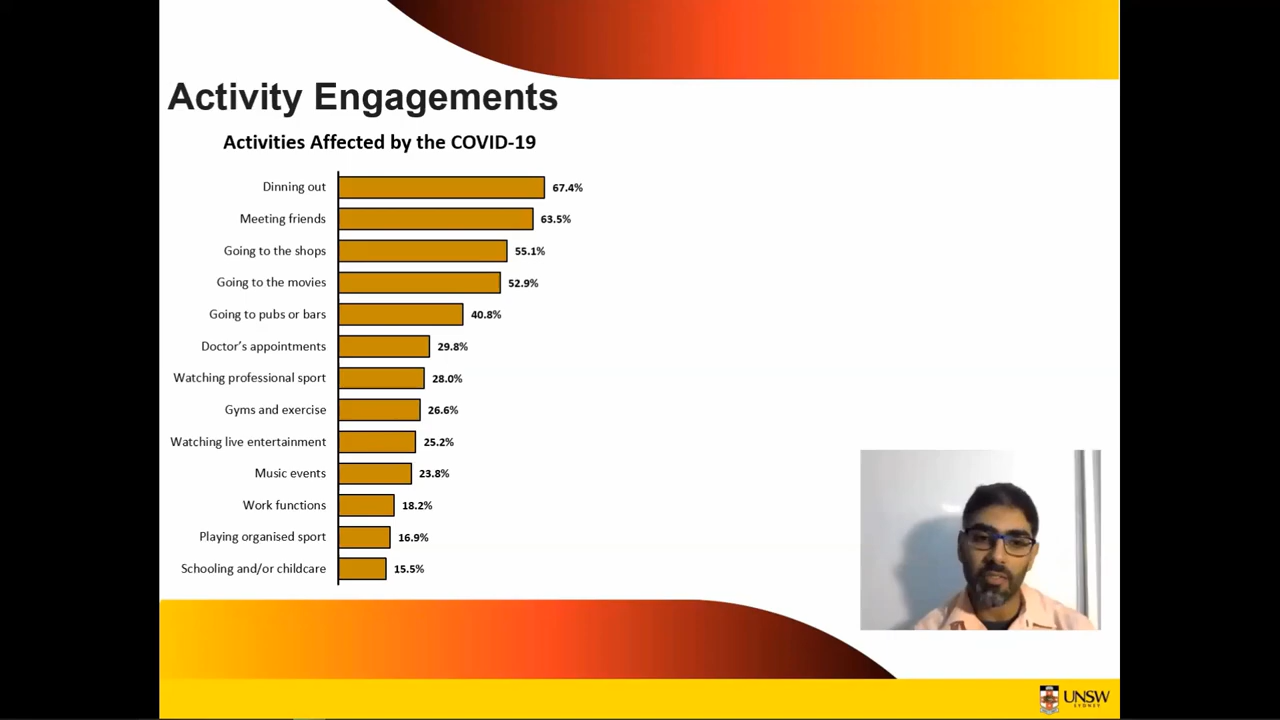 Activity Engagements
Activities Affected by the COVID-19
Dinning out 67.4%
Meeting friends 63.5%
Going to the shops 55.1%
Going to the movies 52.9%
Going to pubs or bars 40.8%
Doctor's appointments 29.8%
Watching professional sport 28.0%
Gyms and exercise 26.6%
Watching live entertainment 25.2%
Music events 23.8%
Work functions 18.2%
Playing organised sport 16.9%
Schooling and/or childcare 15.5%
UNSW
SYDNEY